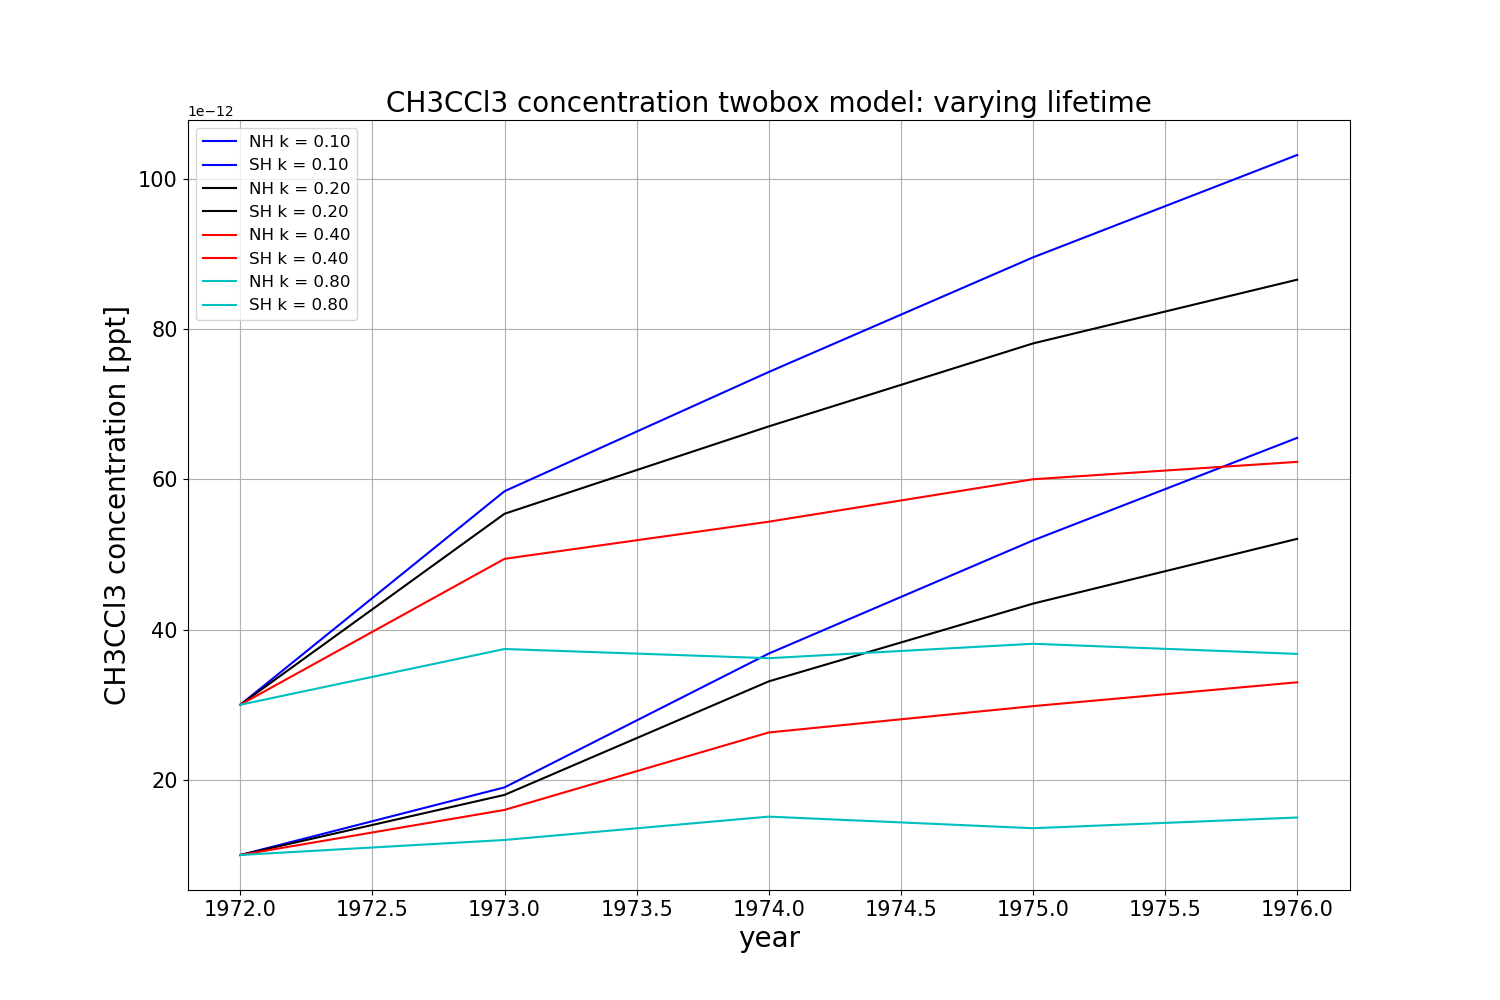 CH3CCl3 concentration twobox model: varying lifetime
1e−12
NH k = 0.10
SH k = 0.10
NH k = 0.20
SH k = 0.20
NH k = 0.40
SH k = 0.40
NH k = 0.80
SH k = 0.80
CH3CCl3 concentration [ppt]
100
80
60
40
20
1972.0 1972.5 1973.0 1973.5 1974.0 1974.5 1975.0 1975.5 1976.0
year